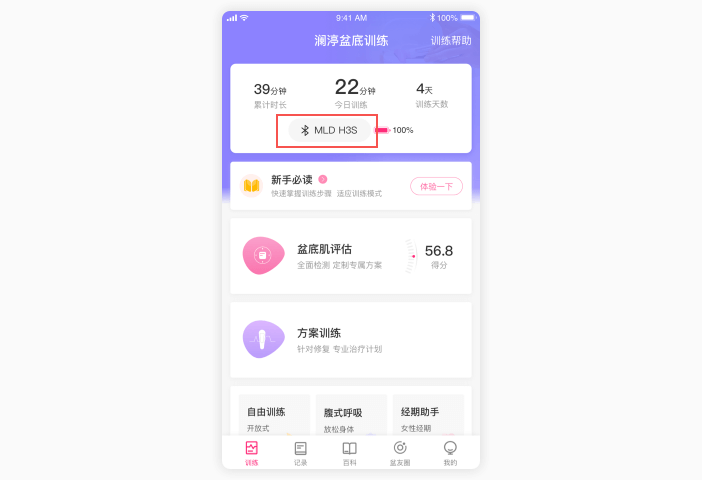 9:41 AM 100%
澜渟盆底训练 训练帮助
39分钟 22分钟 4天
累计时长 今日训练 训练天数
MLD H3S 100%
新手必读
快速掌握训练步骤 适应训练模式
体验一下
盆底肌评估
全面检测 定制专属方案
56.8
得分
方案训练
针对修复 专业治疗计划
自由训练 腹式呼吸 经期助手
开放式 放松身体 女性经期
训练 记录 百科 盆友圈 我的